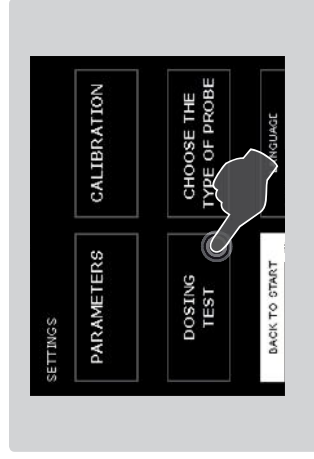 SETTINGS
PARAMETERS
CALIBRATION
DOSING
TEST
CHOOSE THE
TYPE OF PROBE
BACK TO START